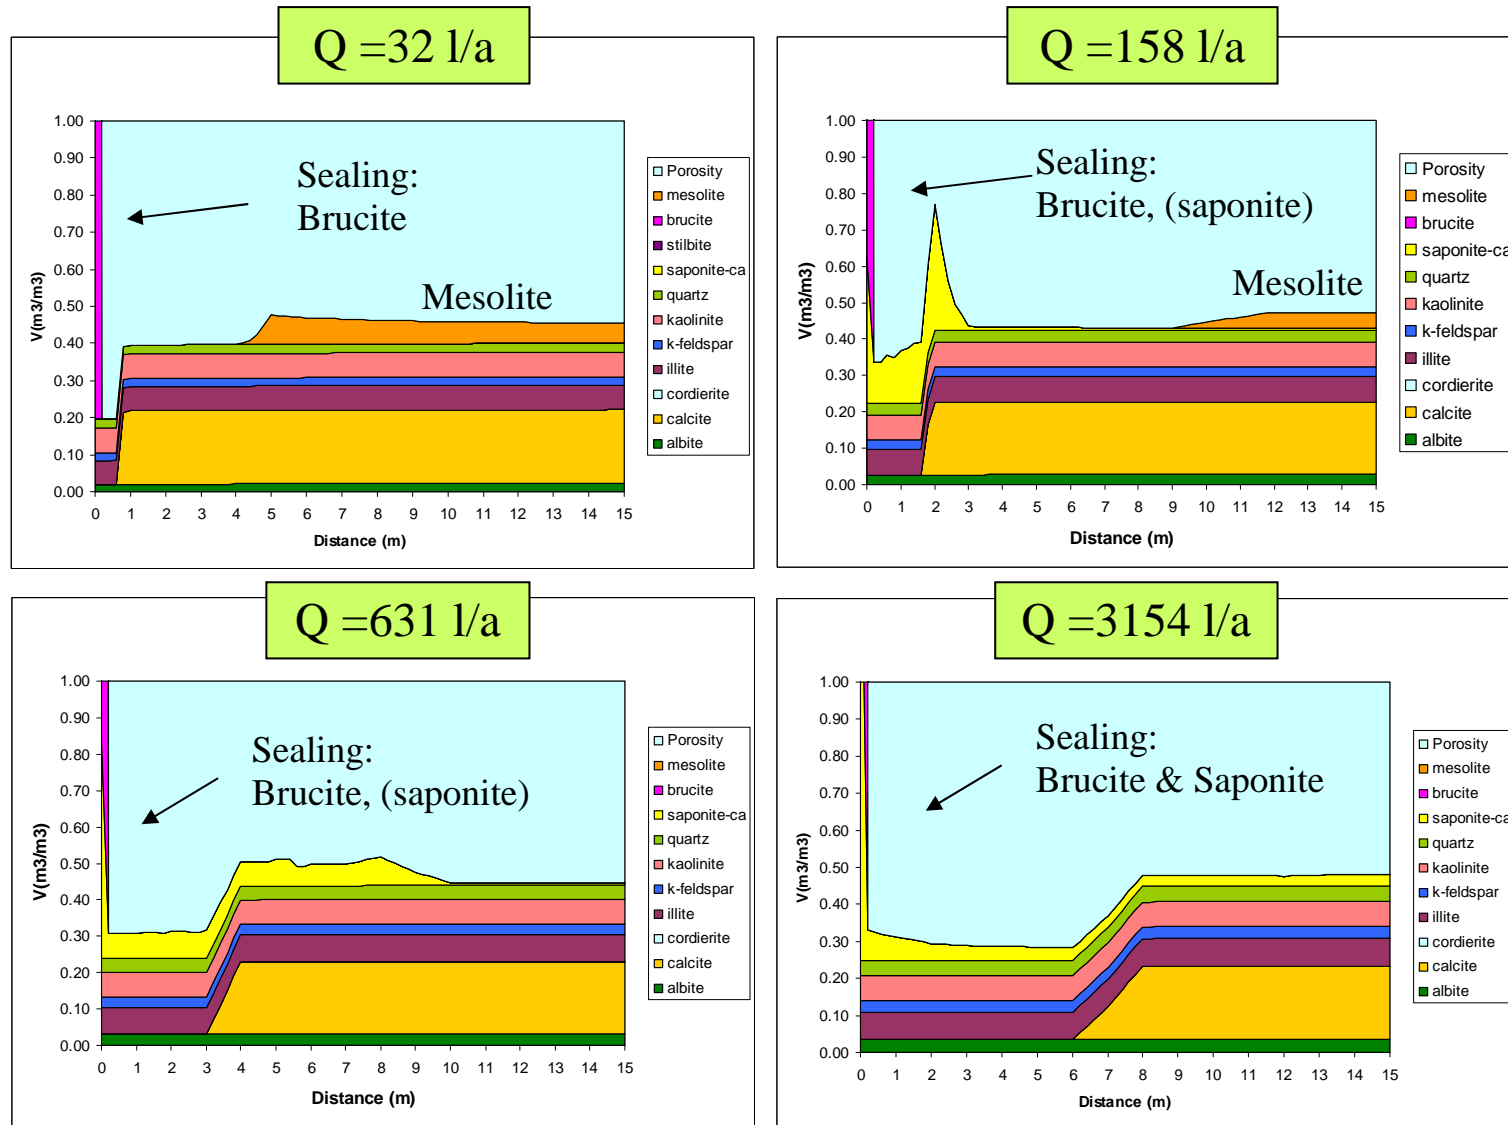 Q =32 l/a
1.00
0.90
0.80
0.70
0.60
0.50
0.40
0.30
0.20
0.10
0.00
V(m3/m3)
Sealing:
Brucite
Mesolite
0 1 2 3 4 5 6 7 8 9 10 11 12 13 14 15
Distance (m)
Porosity
mesolite
brucite
stilbite
saponite-ca
quartz
kaolinite
k-feldspar
illite
cordierite
calcite
albite
Q =158 l/a
1.00
0.90
0.80
0.70
0.60
0.50
0.40
0.30
0.20
0.10
0.00
V(m3/m3)
Sealing:
Brucite, (saponite)
Mesolite
0 1 2 3 4 5 6 7 8 9 10 11 12 13 14 15
Distance (m)
Porosity
mesolite
brucite
saponite-ca
quartz
kaolinite
k-feldspar
illite
cordierite
calcite
albite
Q =631 l/a
1.00
0.90
0.80
0.70
0.60
0.50
0.40
0.30
0.20
0.10
0.00
V(m3/m3)
Sealing:
Brucite, (saponite)
0 1 2 3 4 5 6 7 8 9 10 11 12 13 14 15
Distance (m)
Porosity
mesolite
brucite
saponite-ca
quartz
kaolinite
k-feldspar
illite
cordierite
calcite
albite
Q =3154 l/a
1.00
0.90
0.80
0.70
0.60
0.50
0.40
0.30
0.20
0.10
0.00
V(m3/m3)
Sealing:
Brucite & Saponite
0 1 2 3 4 5 6 7 8 9 10 11 12 13 14 15
Distance (m)
Porosity
mesolite
brucite
saponite-ca
quartz
kaolinite
k-feldspar
illite
cordierite
calcite
albite